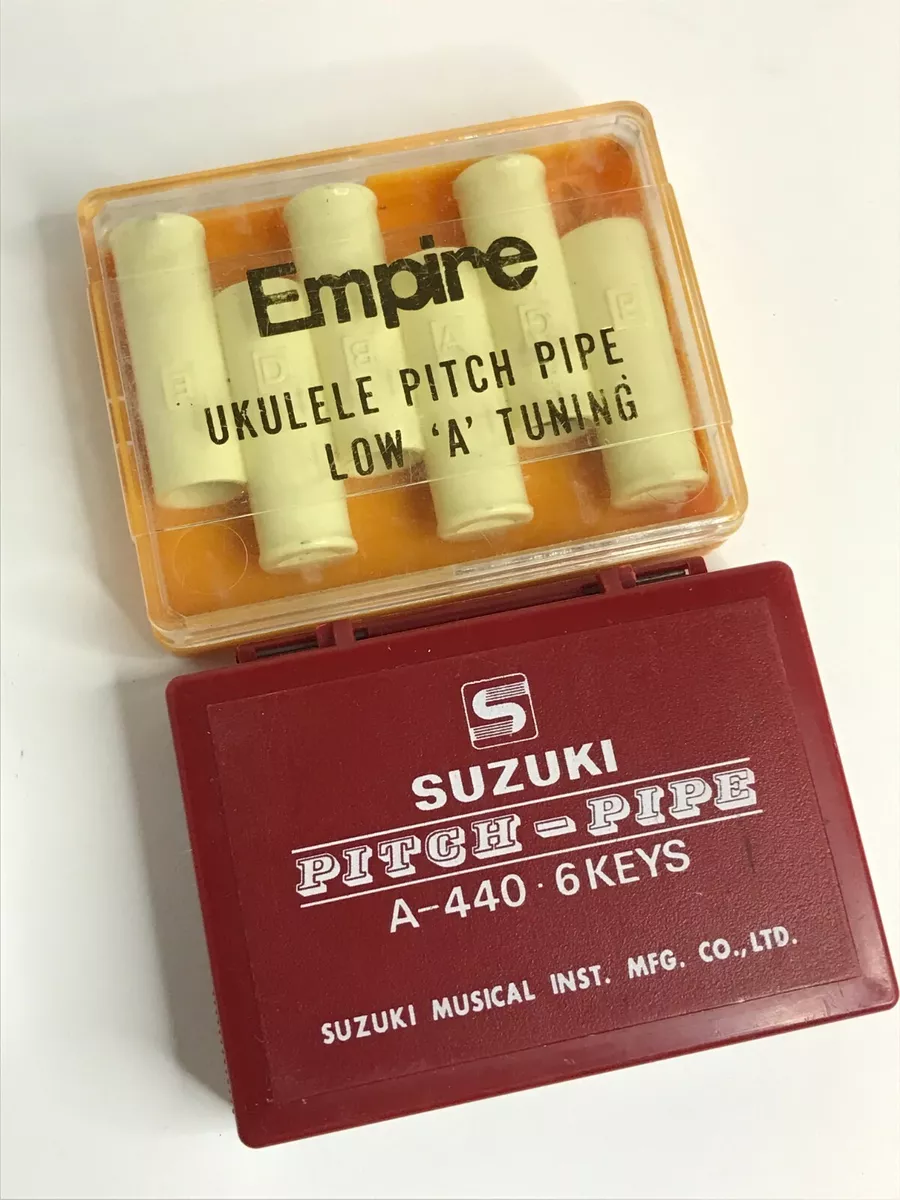 Empire
UKULELE PITCH PIPE
LOW 'A' TUNING
E D B A D E
S
SUZUKI
PITCH-PIPE
A-440·6KEYS
SUZUKI MUSICAL INST. MFG. CO., LTD.